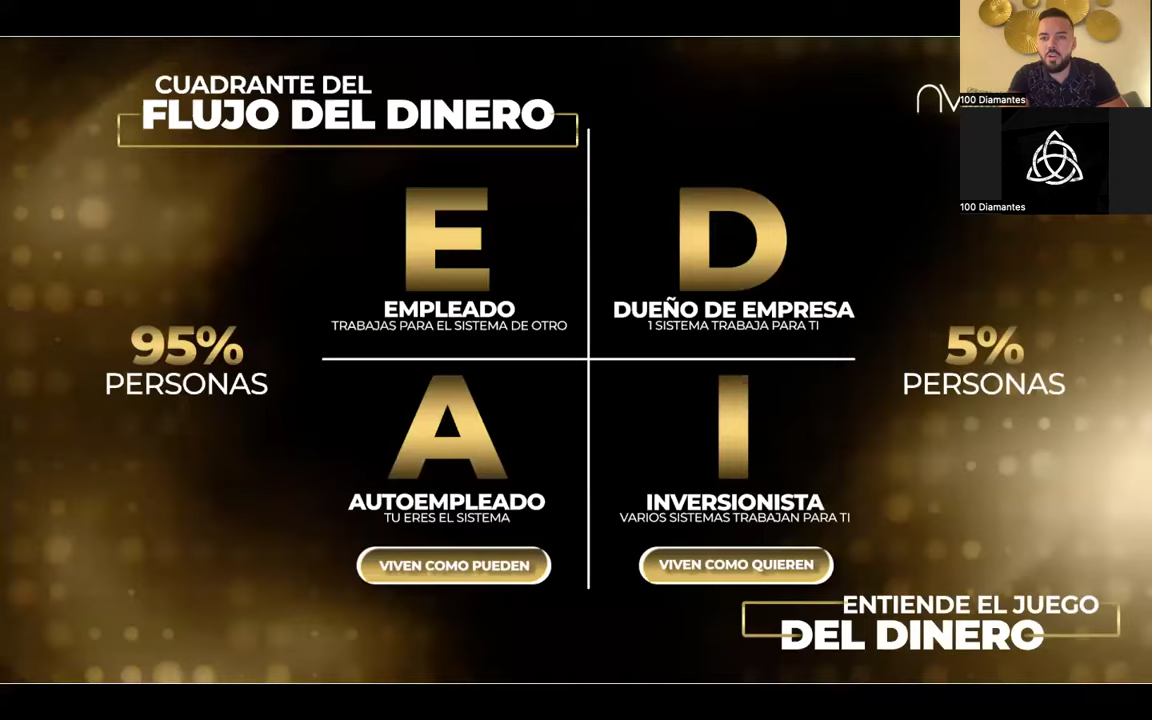 CUADRANTE DEL
FLUJO DEL DINERO
100 Diamantes
100 Diamantes
E
EMPLEADO
TRABAJAS PARA EL SISTEMA DE OTRO
D
DUEÑO DE EMPRESA
1 SISTEMA TRABAJA PARA TI
95%
PERSONAS
5%
PERSONAS
A
AUTOEMPLEADO
TU ERES EL SISTEMA
VIVEN COMO PUEDEN
I
INVERSIONISTA
VARIOS SISTEMAS TRABAJAN PARA TI
VIVEN COMO QUIEREN
ENTIENDE EL JUEGO
DEL DINERO